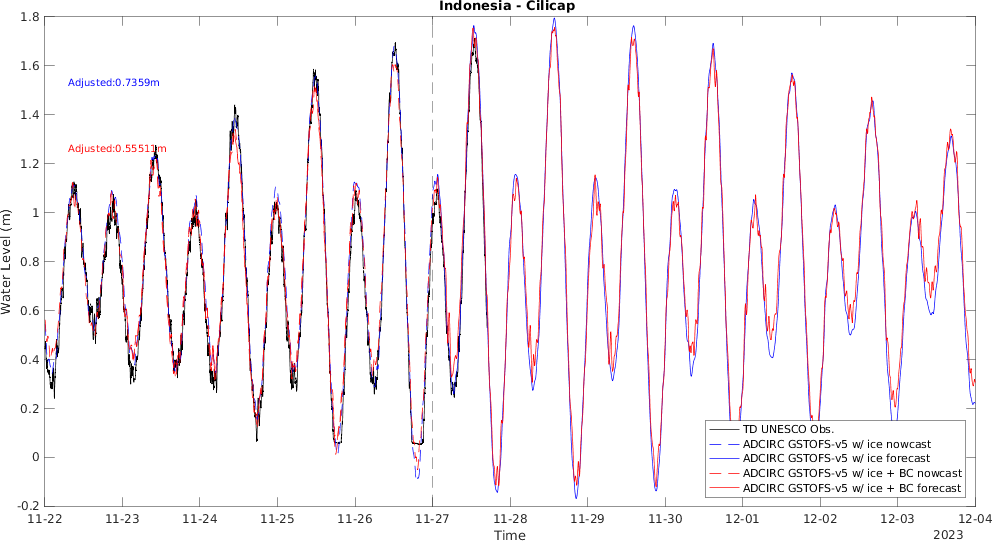 Indonesia - Cilicap
Water Level (m)
1.8
1.6
1.4
1.2
1
0.8
0.6
0.4
0.2
0
-0.2
Adjusted:0.7359m
Adjusted:0.55511m
TD UNESCO Obs.
ADCIRC GSTOFS-v5 w/ ice nowcast
ADCIRC GSTOFS-v5 w/ ice forecast
ADCIRC GSTOFS-v5 w/ ice + BC nowcast
ADCIRC GSTOFS-v5 w/ ice + BC forecast
11-22 11-23 11-24 11-25 11-26 11-27 11-28 11-29 11-30 12-01 12-02 12-03 12-04
Time
2023